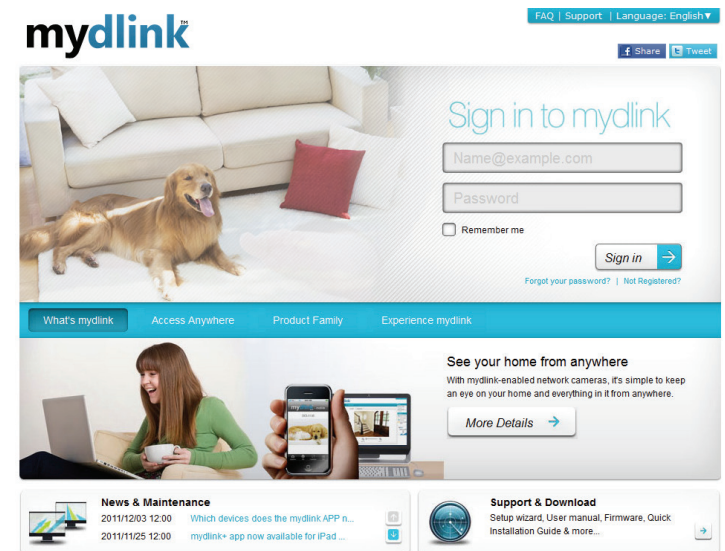 mydlink™
FAQ | Support | Language: English▼
f Share
t Tweet
Sign in to mydlink
Name@example.com
Password
Remember me
Sign in
Forgot your password? | Not Registered?
What's mydlink
Access Anywhere
Product Family
Experience mydlink
See your home from anywhere
With mydlink-enabled network cameras, it's simple to keep
an eye on your home and everything in it from anywhere.
More Details
News & Maintenance
2011/12/03 12:00 Which devices does the mydlink APP n...
2011/11/25 12:00 mydlink+ app now available for iPad ...
Support & Download
Setup wizard, User manual, Firmware, Quick
Installation Guide & more...